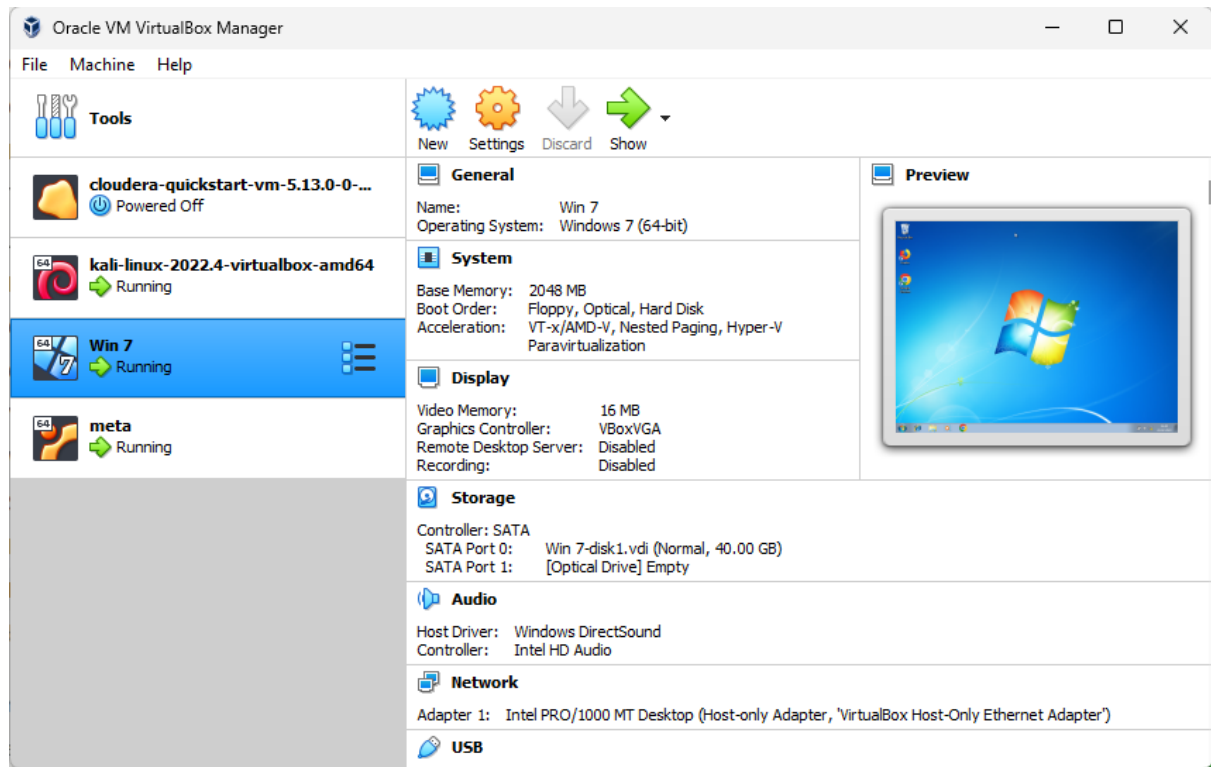 Oracle VM VirtualBox Manager
File Machine Help
Tools
New Settings Discard Show
cloudera-quickstart-vm-5.13.0-0-...
Powered Off
64
kali-linux-2022.4-virtualbox-amd64
Running
64
7
Win 7
Running
64
meta
Running
General
Name: Win 7
Operating System: Windows 7 (64-bit)
System
Base Memory: 2048 MB
Boot Order: Floppy, Optical, Hard Disk
Acceleration: VT-x/AMD-V, Nested Paging, Hyper-V
Paravirtualization
Display
Video Memory: 16 MB
Graphics Controller: VBoxVGA
Remote Desktop Server: Disabled
Recording: Disabled
Preview
Storage
Controller: SATA
SATA Port 0: Win 7-disk1.vdi (Normal, 40.00 GB)
SATA Port 1: [Optical Drive] Empty
Audio
Host Driver: Windows DirectSound
Controller: Intel HD Audio
Network
Adapter 1: Intel PRO/1000 MT Desktop (Host-only Adapter, 'VirtualBox Host-Only Ethernet Adapter')
USB